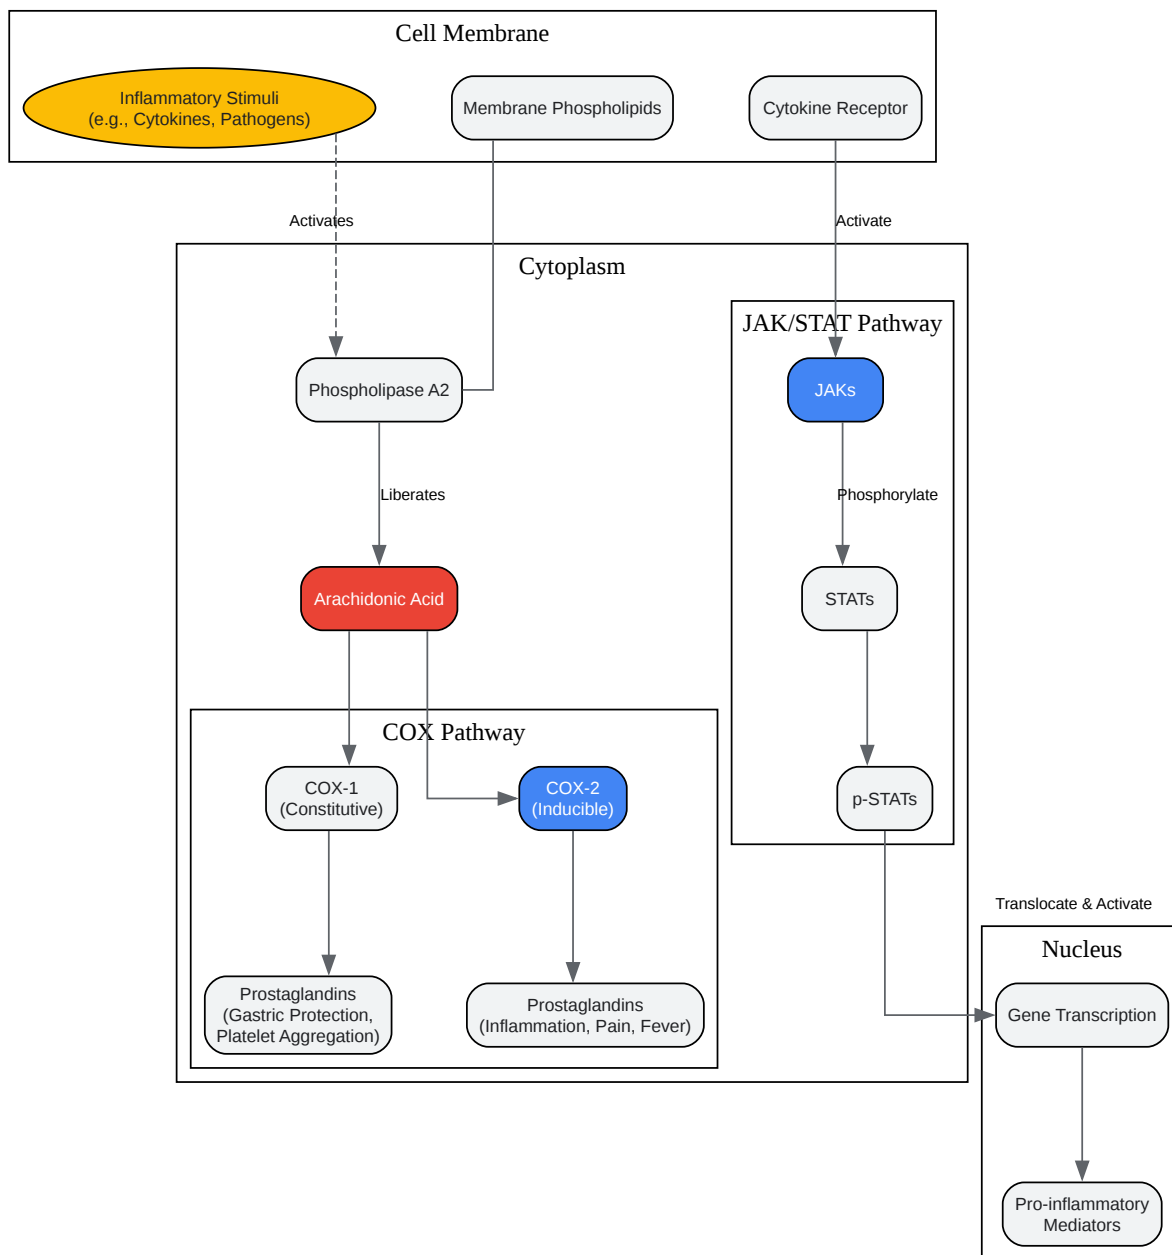 Cell Membrane
Inflammatory Stimuli
(e.g., Cytokines, Pathogens)
Membrane Phospholipids
Cytokine Receptor
Activates
Activate
Cytoplasm
JAK/STAT Pathway
Phospholipase A2
JAKs
Liberates
Phosphorylate
Arachidonic Acid
STATs
COX Pathway
COX-1
(Constitutive)
COX-2
(Inducible)
p-STATs
Translocate & Activate
Nucleus
Prostaglandins
(Gastric Protection,
Platelet Aggregation)
Prostaglandins
(Inflammation, Pain, Fever)
Gene Transcription
Pro-inflammatory
Mediators